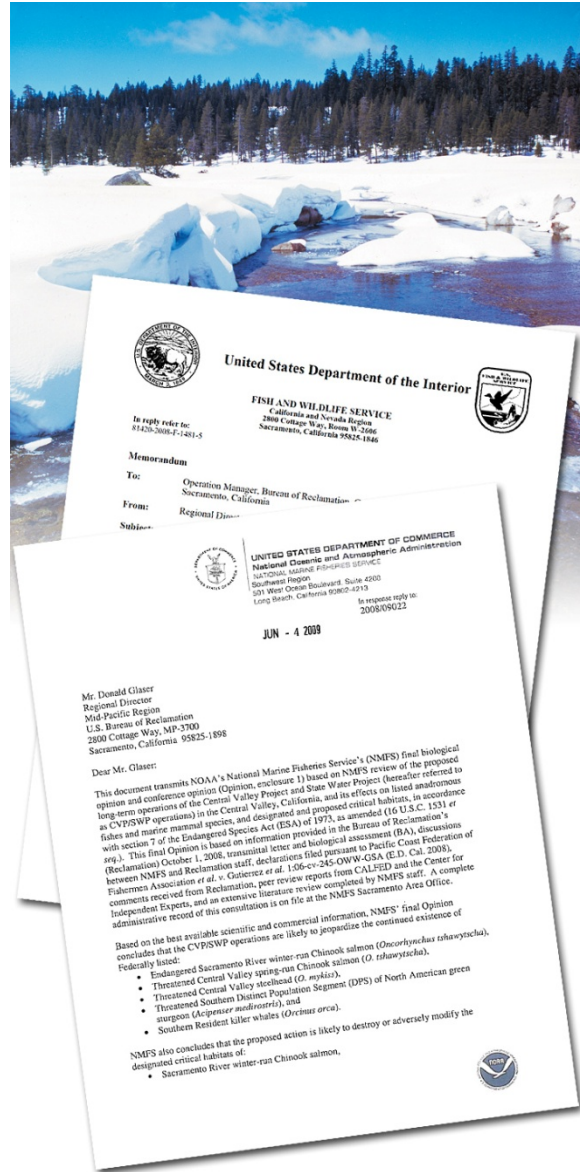 U.S. DEPARTMENT OF THE INTERIOR
MARCH 3, 1849
United States Department of the Interior
U.S.
FISH & WILDLIFE
SERVICE
FISH AND WILDLIFE SERVICE
California and Nevada Region
2800 Cottage Way, Room W-2606
Sacramento, California 95825-1846
In reply refer to:
81420-2008-F-1481-5
Memorandum
To: Operation Manager, Bureau of Reclamation,
Sacramento, California
From: Regional
UNITED STATES DEPARTMENT OF COMMERCE
National Oceanic and Atmospheric Administration
NATIONAL MARINE FISHERIES SERVICE
Southwest Region
501 West Ocean Boulevard, Suite 4200
Long Beach, California 90802-4213
In response reply to:
2008/09022
JUN - 4 2009
Mr. Donald Glaser
Regional Director
Mid-Pacific Region
U.S. Bureau of Reclamation
2800 Cottage Way, MP-3700
Sacramento, California 95825-1898
Dear Mr. Glaser:
This document transmits NOAA's National Marine Fisheries Service's (NMFS) final biological
opinion and conference opinion (Opinion, enclosure 1) based on NMFS review of the proposed
long-term operations of the Central Valley Project and State Water Project (hereafter referred to
as CVP/SWP operations) in the Central Valley, California, and its effects on listed anadromous
fishes and marine mammal species, and designated and proposed critical habitats, in accordance
with section 7 of the Endangered Species Act (ESA) of 1973, as amended (16 U.S.C. 1531 et
seq.). This final Opinion is based on information provided in the Bureau of Reclamation's
(Reclamation) October 1, 2008, transmittal letter and biological assessment (BA), discussions
between NMFS and Reclamation staff, declarations filed pursuant to Pacific Coast Federation of
Fishermen Association et al. v. Gutierrez et al. 1:06-cv-245-OWW-GSA (E.D. Cal. 2008),
comments received from Reclamation, peer review reports from CALFED and the Center for
Independent Experts, and an extensive literature review completed by NMFS staff. A complete
administrative record of this consultation is on file at the NMFS Sacramento Area Office.
Based on the best available scientific and commercial information, NMFS' final Opinion
concludes that the CVP/SWP operations are likely to jeopardize the continued existence of
Federally listed:
• Endangered Sacramento River winter-run Chinook salmon (Oncorhynchus tshawytscha),
• Threatened Central Valley spring-run Chinook salmon (O. tshawytscha),
• Threatened Central Valley steelhead (O. mykiss),
• Threatened Southern Distinct Population Segment (DPS) of North American green
sturgeon (Acipenser medirostris), and
• Southern Resident killer whales (Orcinus orca).
NMFS also concludes that the proposed action is likely to destroy or adversely modify the
designated critical habitats of:
• Sacramento River winter-run Chinook salmon,
NOAA